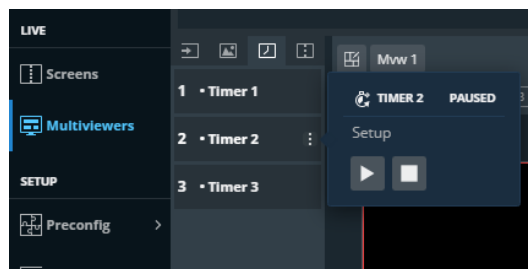 LIVE
Screens
Multiviewers
SETUP
Preconfig
1 • Timer 1
2 • Timer 2
3 • Timer 3
Mvw 1
TIMER 2 PAUSED
Setup
3